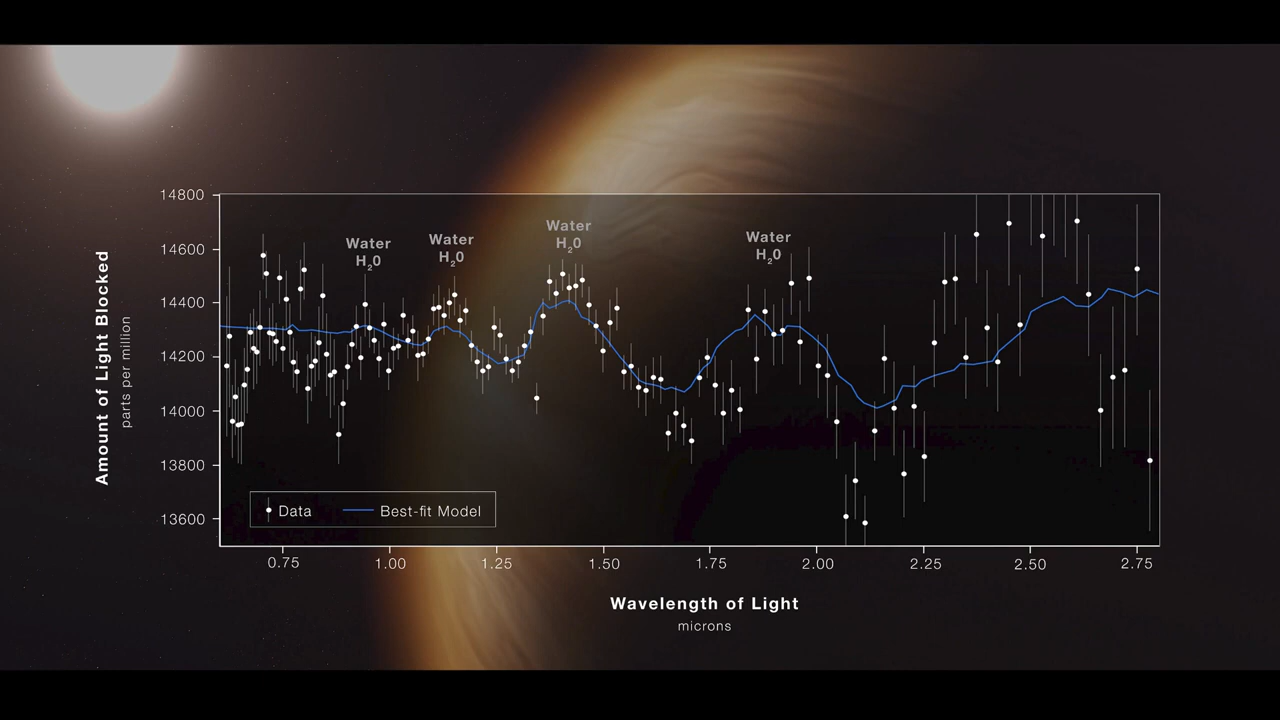 14800
14600
14400
14200
14000
13800
13600
Amount of Light Blocked
parts per million
Water
H₂0
Water
H₂0
Water
H₂0
Water
H₂0
Data
Best-fit Model
0.75 1.00 1.25 1.50 1.75 2.00 2.25 2.50 2.75
Wavelength of Light
microns